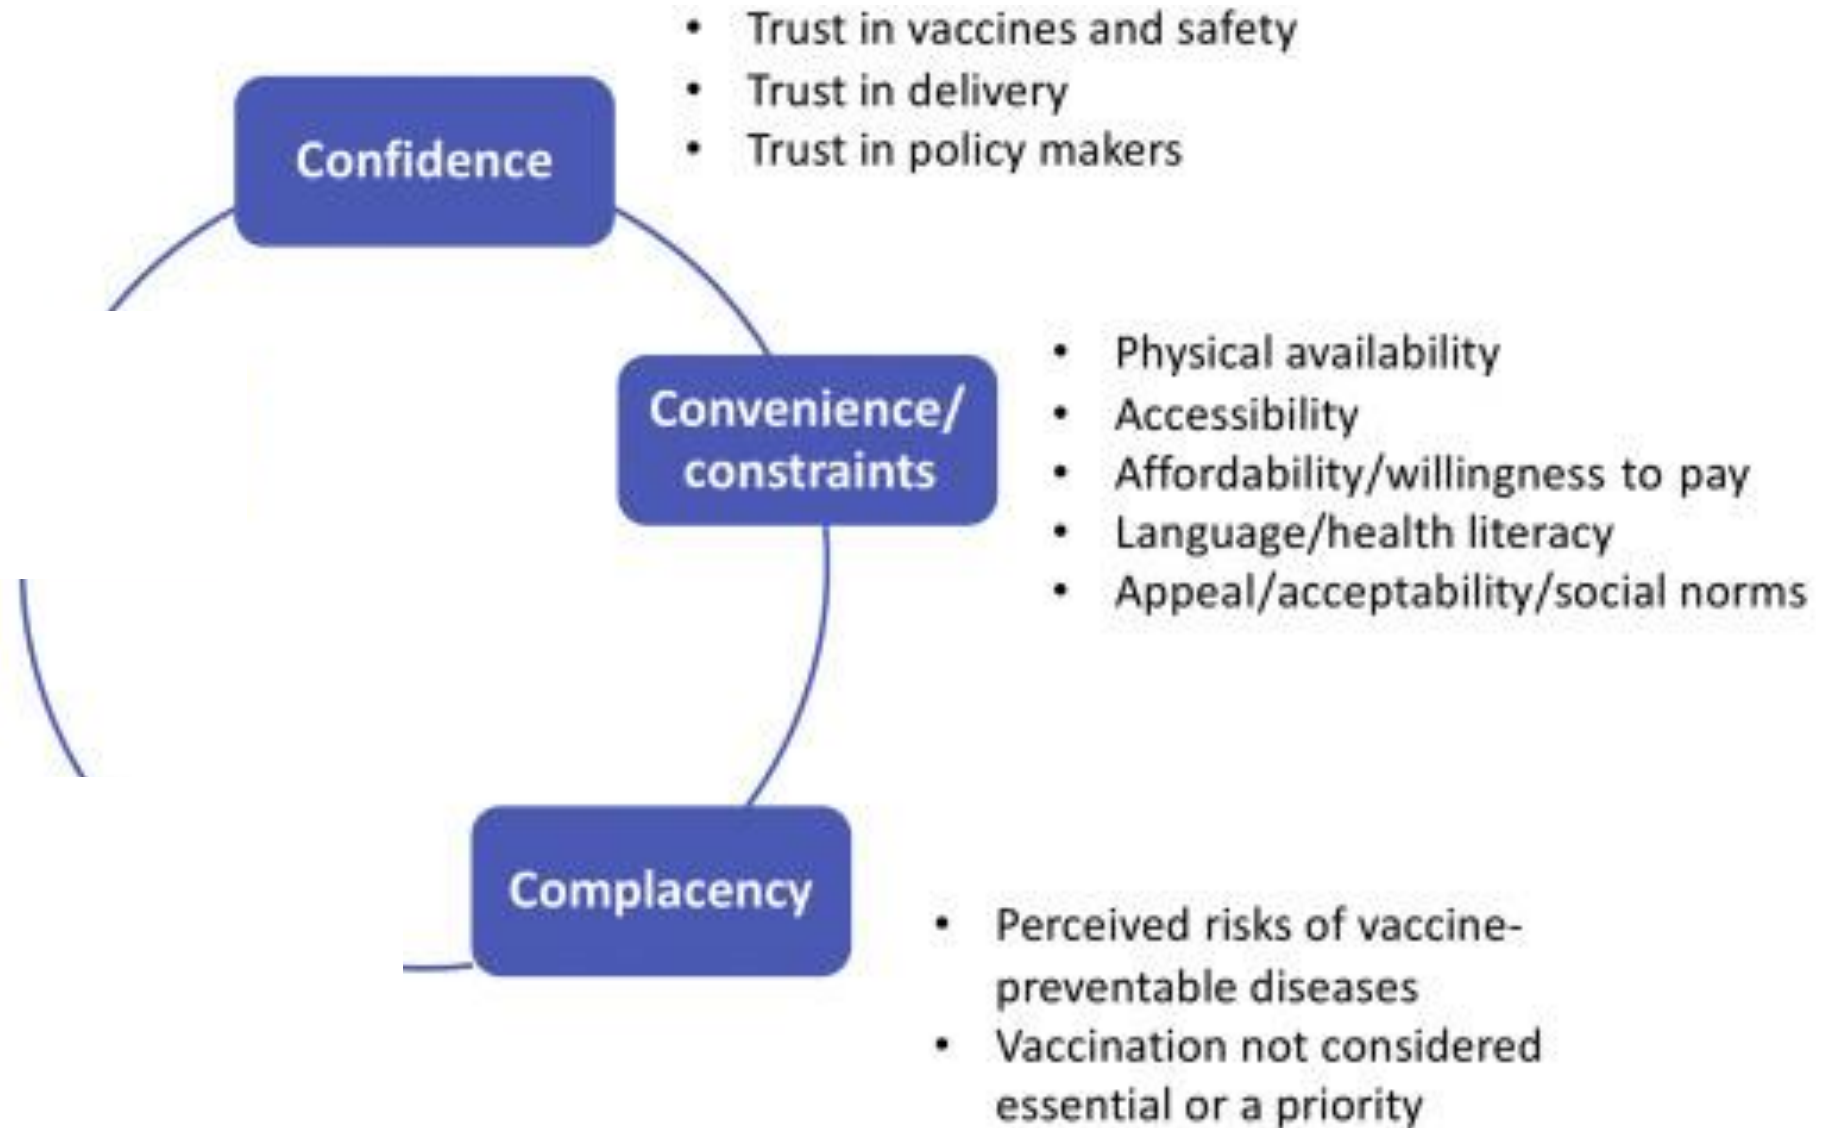 • Trust in vaccines and safety
• Trust in delivery
• Trust in policy makers
Confidence
• Physical availability
• Accessibility
• Affordability/willingness to pay
• Language/health literacy
• Appeal/acceptability/social norms
Convenience/
constraints
Complacency
• Perceived risks of vaccine-
preventable diseases
• Vaccination not considered
essential or a priority